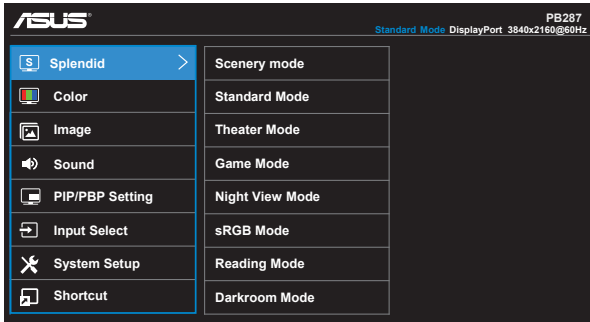 ASUS
PB287
Standard Mode DisplayPort 3840x2160@60Hz
S Splendid
Color
Image
Sound
PIP/PBP Setting
Input Select
System Setup
Shortcut
Scenery mode
Standard Mode
Theater Mode
Game Mode
Night View Mode
sRGB Mode
Reading Mode
Darkroom Mode